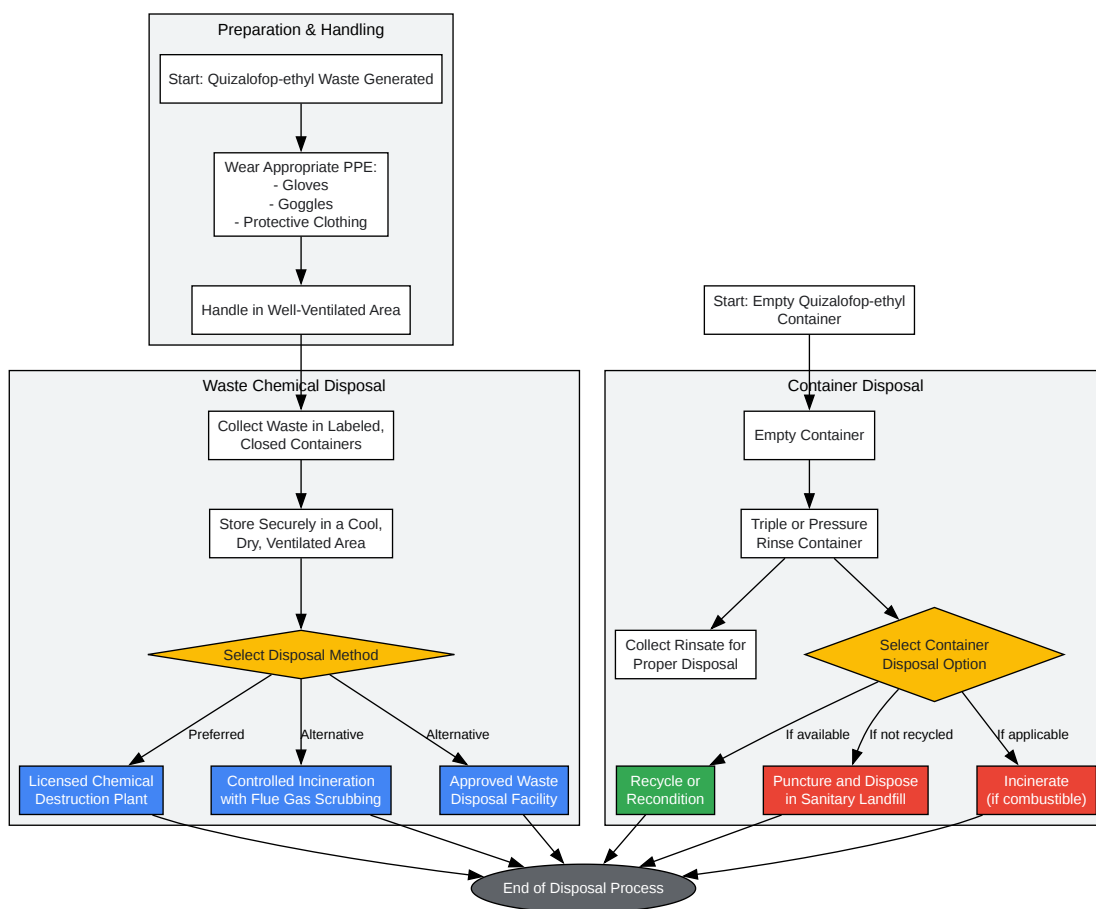 Preparation & Handling
Start: Quizalofop-ethyl Waste Generated
Wear Appropriate PPE:
- Gloves
- Goggles
- Protective Clothing
Handle in Well-Ventilated Area
Waste Chemical Disposal
Collect Waste in Labeled,
Closed Containers
Store Securely in a Cool,
Dry, Ventilated Area
Select Disposal Method
Preferred
Alternative
Alternative
Licensed Chemical
Destruction Plant
Controlled Incineration
with Flue Gas Scrubbing
Approved Waste
Disposal Facility
Start: Empty Quizalofop-ethyl
Container
Container Disposal
Empty Container
Triple or Pressure
Rinse Container
Collect Rinsate for
Proper Disposal
Select Container
Disposal Option
If available
If not recycled
If applicable
Recycle or
Recondition
Puncture and Dispose
in Sanitary Landfill
Incinerate
(if combustible)
End of Disposal Process